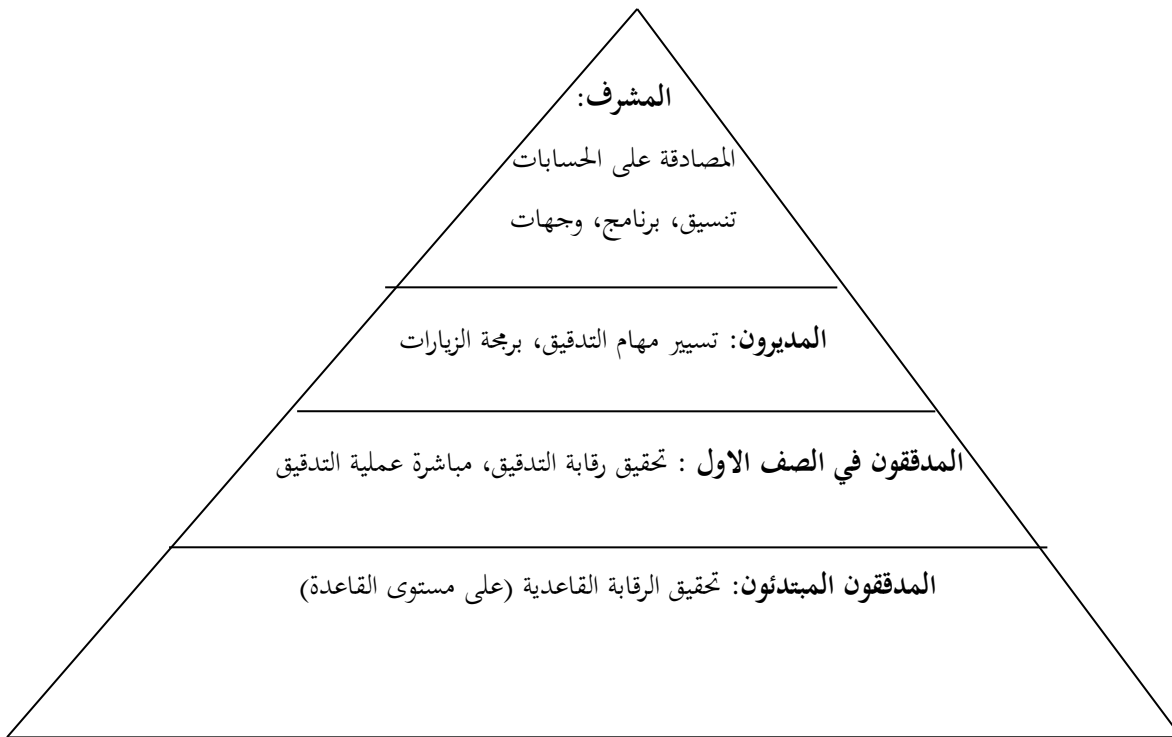 المشرف:
المصادقة على الحسابات
تنسيق، برنامج، وجهات
المديرون: تسيير مهام التدقيق، برمجة الزيارات
المدققون في الصف الاول : تحقيق رقابة التدقيق، مباشرة عملية التدقيق
المدققون المبتدئون: تحقيق الرقابة القاعدية (على مستوى القاعدة)